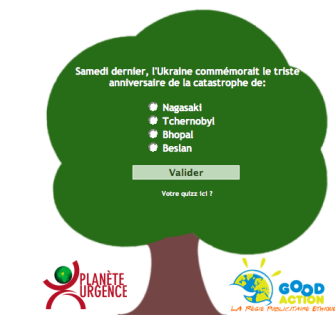 Samedi dernier, l'Ukraine commémorait le triste
anniversaire de la catastrophe de:
Nagasaki
Tchernobyl
Bhopal
Beslan
Valider
Votre quizz ici ?
PLANÈTE
URGENCE
GOOD
ACTION
LA RÉGIE PUBLICITAIRE ETHIQUE